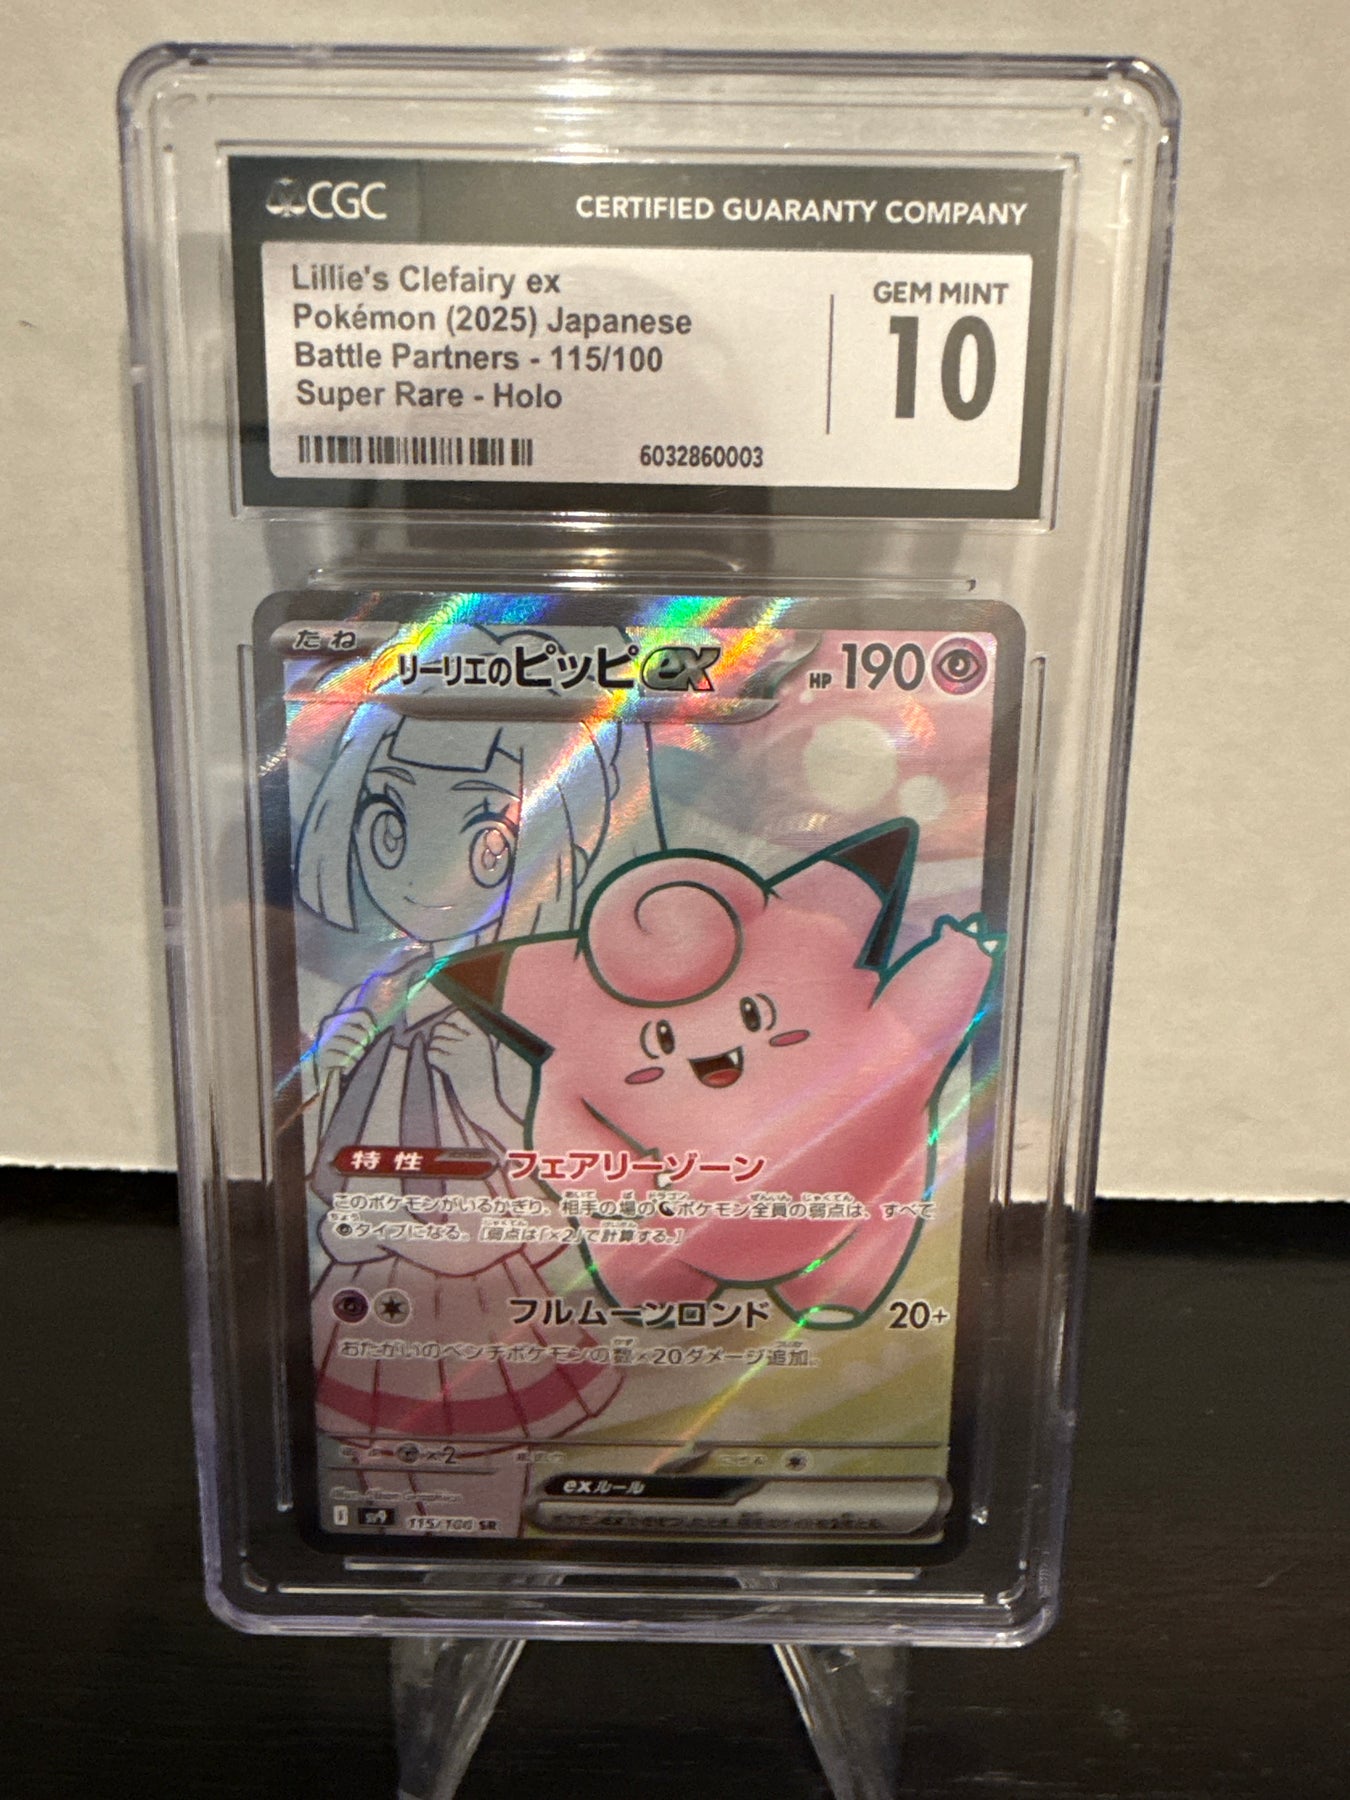 CGC
CERTIFIED GUARANTY COMPANY
Lillie's Clefairy ex
Pokémon (2025) Japanese
Battle Partners - 115/100
Super Rare - Holo
GEM MINT
10
6032860003
たね
リーリエのピッピex
HP 190
特性 フェアリーゾーン
このポケモンがいるかぎり、相手の場のポケモン全員の弱点は、すべて
タイプになる。[弱点は「×2」で計算する。]
フルムーンロンド 20+
おたがいのベンチポケモンの数×20ダメージ追加。
×2
exルール
sv9 115/100 SR